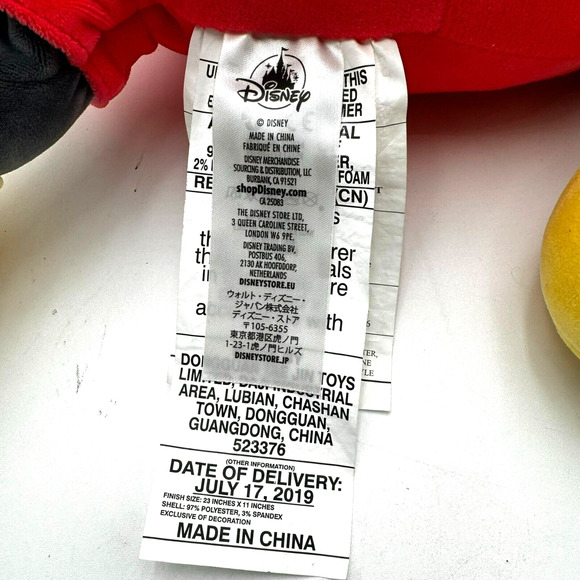 Disney
© DISNEY
MADE IN CHINA
FABRIQUÉ EN CHINE
DISNEY MERCHANDISE
SOURCING & DISTRIBUTION, LLC
BURBANK, CA 91521
shopDisney.com
CA 25083
THE DISNEY STORE LTD,
3 QUEEN CAROLINE STREET,
LONDON W6 9PE.
DISNEY TRADING BV,
POSTBUS 406,
2130 AK HOOFDDORP,
NETHERLANDS
DISNEYSTORE.EU
ウォルト・ディズニー・
ジャパン株式会社
ディズニー・ストア
〒105-6355
東京都港区虎ノ門
1-23-1虎ノ門ヒルズ
DISNEYSTORE.JP
THIS
FOAM
(CN)
TOYS
INDUSTRIAL
AREA, LUBIAN, CHASHAN
TOWN, DONGGUAN,
GUANGDONG, CHINA
523376
(OTHER INFORMATION)
DATE OF DELIVERY:
JULY 17, 2019
FINISH SIZE: 23 INCHES X 11 INCHES
SHELL: 97% POLYESTER, 3% SPANDEX
EXCLUSIVE OF DECORATION
MADE IN CHINA